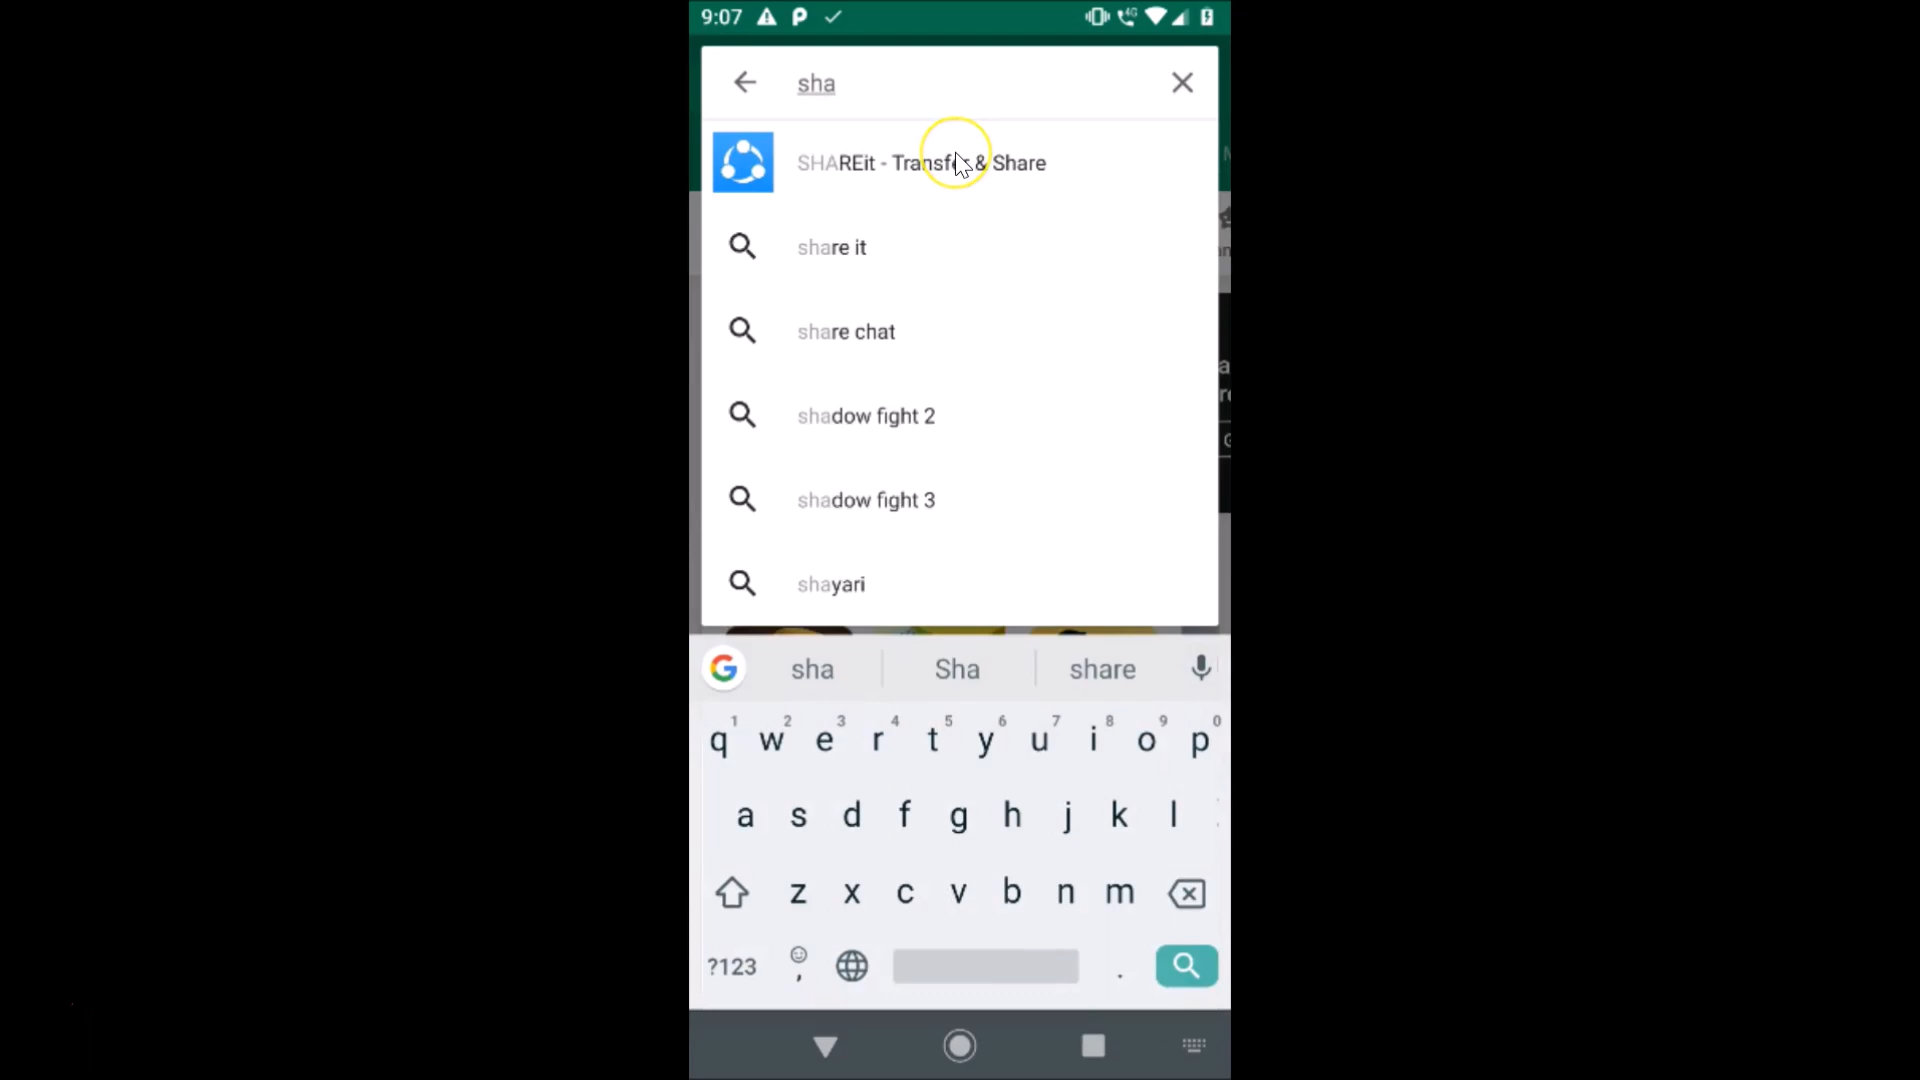 9:07
4G
sha
SHAREit - Transfer & Share
share it
share chat
shadow fight 2
shadow fight 3
shayari
sha Sha share
1 2 3 4 5 6 7 8 9 0
q w e r t y u i o p
a s d f g h j k l
z x c v b n m
?123 , .